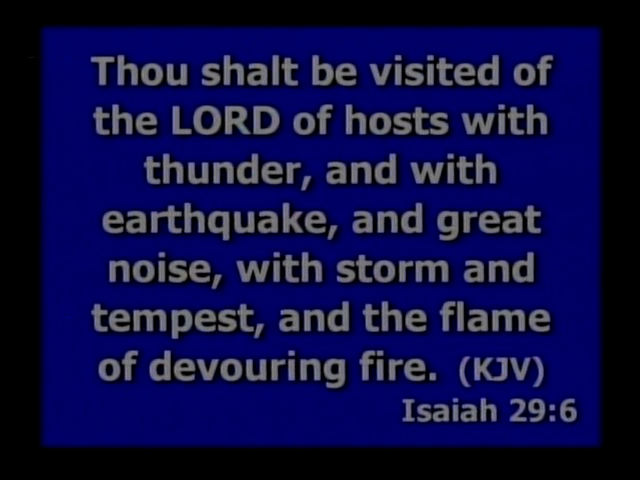 Thou shalt be visited of
the LORD of hosts with
thunder, and with
earthquake, and great
noise, with storm and
tempest, and the flame
of devouring fire. (KJV)
Isaiah 29:6